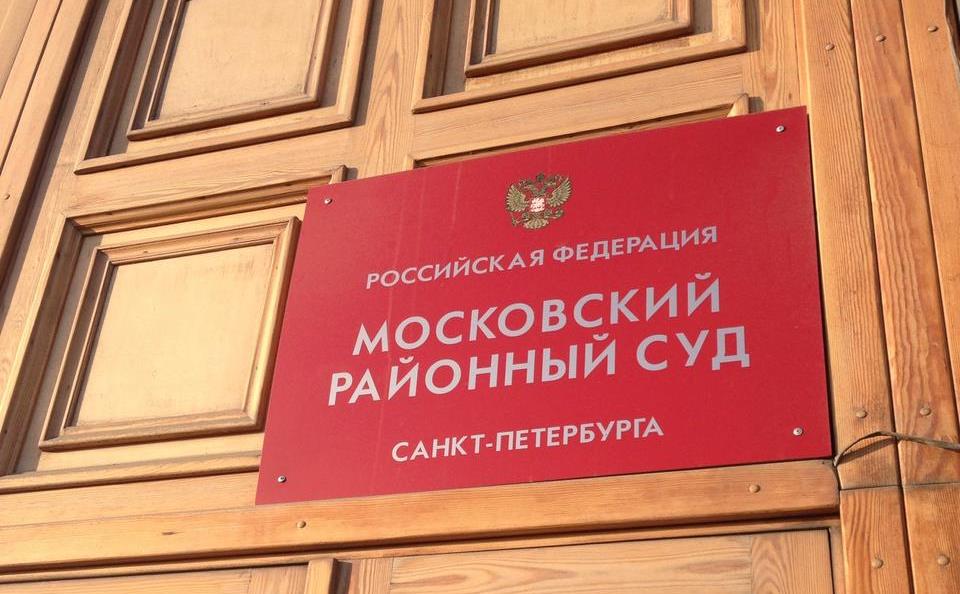 РОССИЙСКАЯ ФЕДЕРАЦИЯ
МОСКОВСКИЙ
РАЙОННЫЙ СУД
САНКТ-ПЕТЕРБУРГА